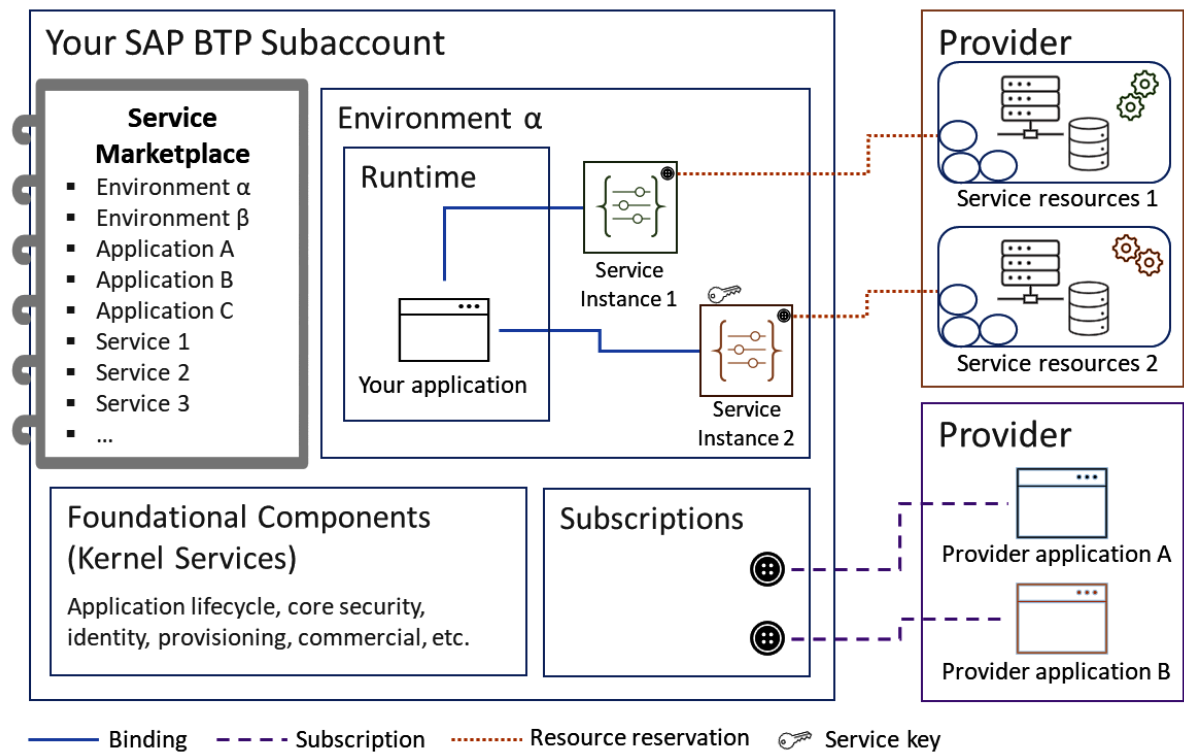 Your SAP BTP Subaccount
Service
Marketplace
▪ Environment α
▪ Environment β
▪ Application A
▪ Application B
▪ Application C
▪ Service 1
▪ Service 2
▪ Service 3
▪ ...
Environment α
Runtime
Your application
Service
Instance 1
Service
Instance 2
Foundational Components
(Kernel Services)
Application lifecycle, core security,
identity, provisioning, commercial, etc.
Subscriptions
Provider
Service resources 1
Service resources 2
Provider
Provider application A
Provider application B
Binding
Subscription
Resource reservation
Service key